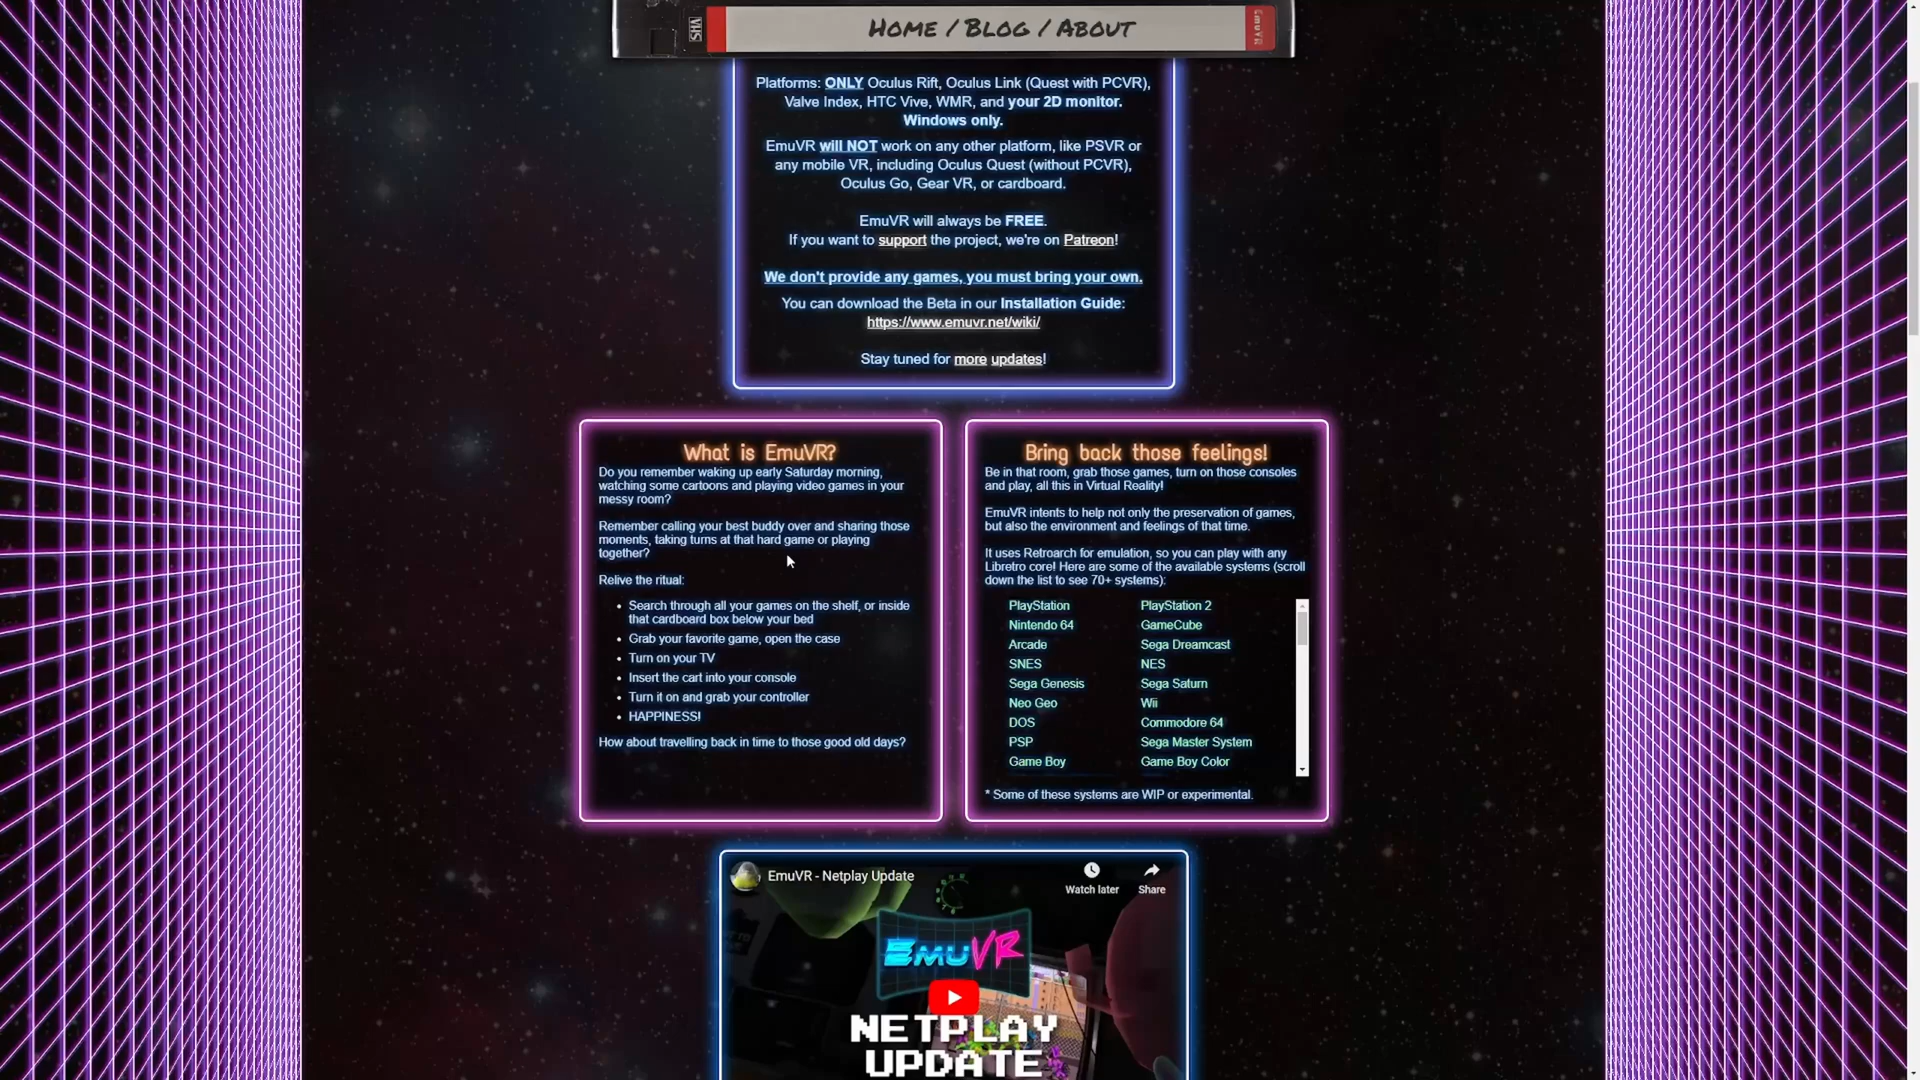 VHS
HOME / BLOG / ABOUT
EmuVR
Platforms: ONLY Oculus Rift, Oculus Link (Quest with PCVR),
Valve Index, HTC Vive, WMR, and your 2D monitor.
Windows only.
EmuVR will NOT work on any other platform, like PSVR or
any mobile VR, including Oculus Quest (without PCVR),
Oculus Go, Gear VR, or cardboard.
EmuVR will always be FREE.
If you want to support the project, we're on Patreon!
We don't provide any games, you must bring your own.
You can download the Beta in our Installation Guide:
https://www.emuvr.net/wiki/
Stay tuned for more updates!
What is EmuVR?
Do you remember waking up early Saturday morning,
watching some cartoons and playing video games in your
messy room?
Remember calling your best buddy over and sharing those
moments, taking turns at that hard game or playing
together?
Relive the ritual:
• Search through all your games on the shelf, or inside
that cardboard box below your bed
• Grab your favorite game, open the case
• Turn on your TV
• Insert the cart into your console
• Turn it on and grab your controller
• HAPPINESS!
How about travelling back in time to those good old days?
Bring back those feelings!
Be in that room, grab those games, turn on those consoles
and play, all this in Virtual Reality!
EmuVR intents to help not only the preservation of games,
but also the environment and feelings of that time.
It uses Retroarch for emulation, so you can play with any
Libretro core! Here are some of the available systems (scroll
down the list to see 70+ systems):
PlayStation PlayStation 2
Nintendo 64 GameCube
Arcade Sega Dreamcast
SNES NES
Sega Genesis Sega Saturn
Neo Geo Wii
DOS Commodore 64
PSP Sega Master System
Game Boy Game Boy Color
* Some of these systems are WIP or experimental.
EmuVR - Netplay Update
Watch later Share
EMUVR
NETPLAY
UPDATE